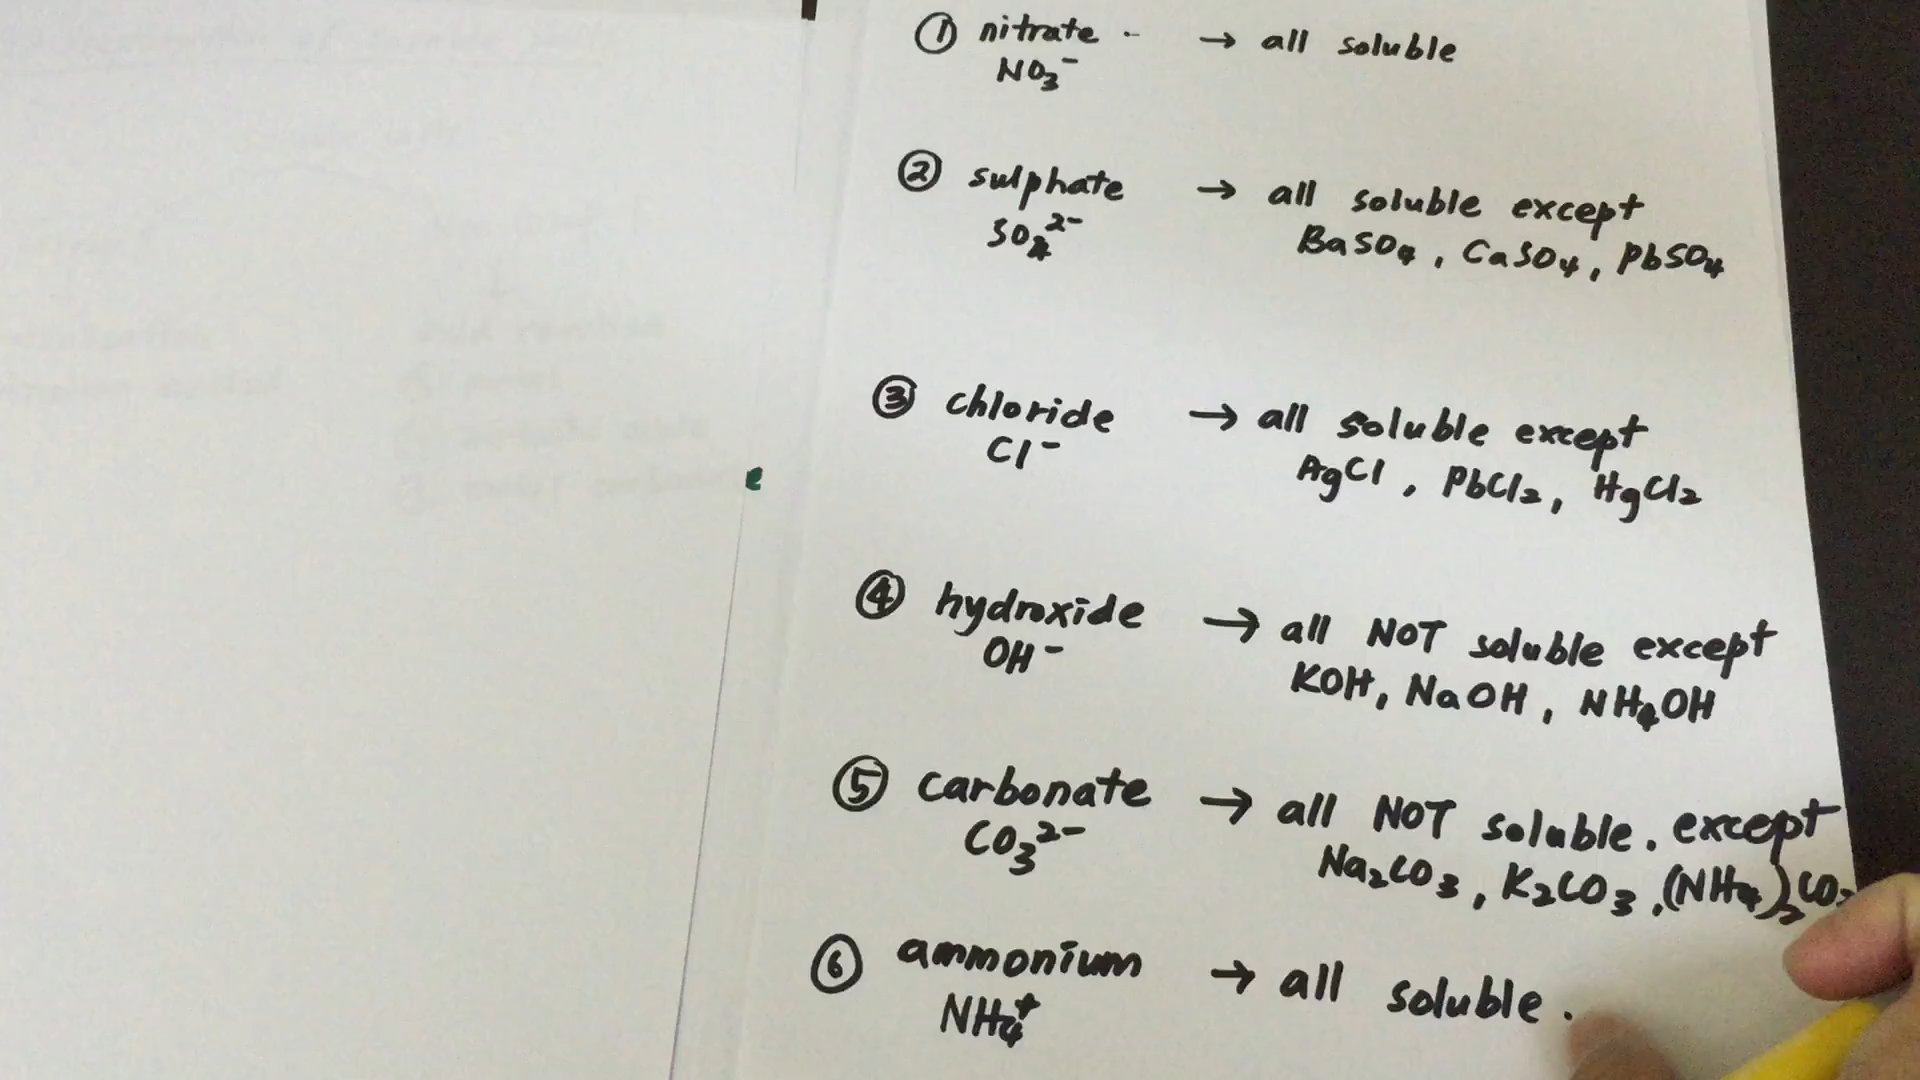 ① nitrate → all soluble
NO₃⁻
② sulphate → all soluble except
SO₄²⁻ BaSO₄, CaSO₄, PbSO₄
③ chloride → all soluble except
Cl⁻ AgCl, PbCl₂, HgCl₂
④ hydroxide → all NOT soluble except
OH⁻ KOH, NaOH, NH₄OH
⑤ carbonate → all NOT soluble. except
CO₃²⁻ Na₂CO₃, K₂CO₃, (NH₄)₂CO₃
⑥ ammonium → all soluble.
NH₄⁺